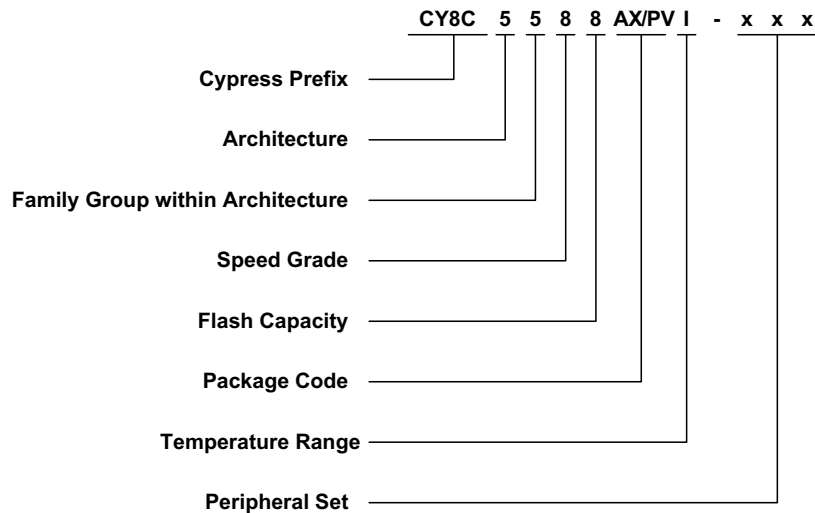 CY8C 5 5 8 8 AX/PV I - x x x
Cypress Prefix
Architecture
Family Group within Architecture
Speed Grade
Flash Capacity
Package Code
Temperature Range
Peripheral Set